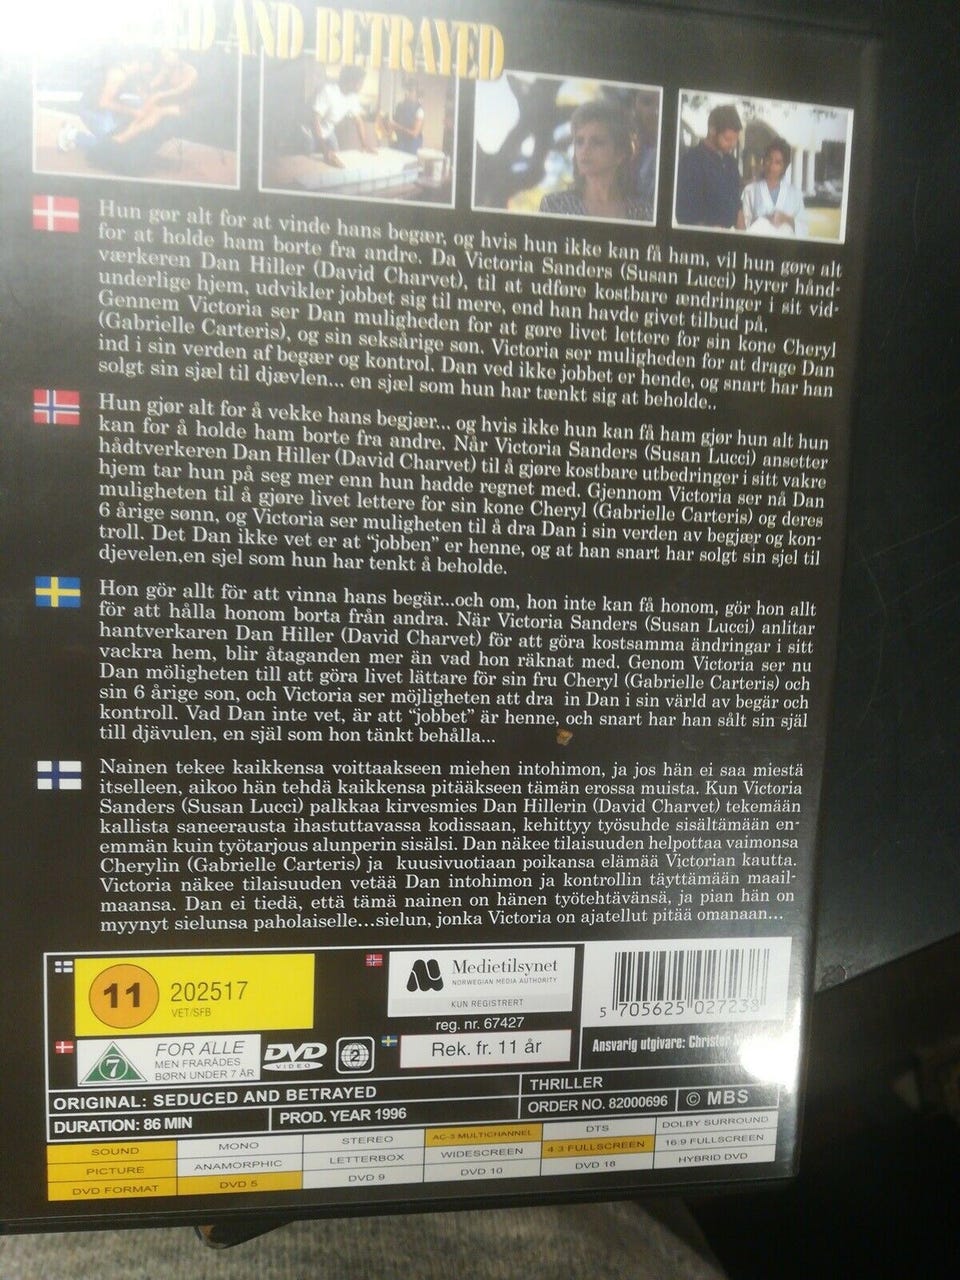 ED AND BETRAYED
Hun gør alt for at vinde hans begær, og hvis hun ikke kan få ham, vil hun gøre alt
for at holde ham borte fra andre. Da Victoria Sanders (Susan Lucci) hyrer hånd-
værkeren Dan Hiller (David Charvet), til at udføre kostbare ændringer i sit vid-
underlige hjem, udvikler jobbet sig til mere, end han havde givet tilbud på.
Gennem Victoria ser Dan muligheden for at gøre livet lettere for sin kone Cheryl
(Gabrielle Carteris), og sin seksårige søn. Victoria ser muligheden for at drage Dan
ind i sin verden af begær og kontrol. Dan ved ikke jobbet er hende, og snart har han
solgt sin sjæl til djævlen... en sjæl som hun har tænkt sig at beholde..
Hun gjør alt for å vekke hans begjær... og hvis ikke hun kan få ham gjør hun alt hun
kan for å holde ham borte fra andre. Når Victoria Sanders (Susan Lucci) ansetter
hådtverkeren Dan Hiller (David Charvet) til å gjøre kostbare utbedringer i sitt vakre
hjem tar hun på seg mer enn hun hadde regnet med. Gjennom Victoria ser nå Dan
muligheten til å gjøre livet lettere for sin kone Cheryl (Gabrielle Carteris) og deres
6 årige sønn, og Victoria ser muligheten til å dra Dan i sin verden av begjær og kon-
troll. Det Dan ikke vet er at “jobben” er henne, og at han snart har solgt sin sjel til
djevelen,en sjel som hun har tenkt å beholde.
Hon gör allt för att vinna hans begär...och om, hon inte kan få honom, gör hon allt
för att hålla honom borta från andra. När Victoria Sanders (Susan Lucci) anlitar
hantverkaren Dan Hiller (David Charvet) för att göra kostsamma ändringar i sitt
vackra hem, blir åtaganden mer än vad hon räknat med. Genom Victoria ser nu
Dan möligheten till att göra livet lättare för sin fru Cheryl (Gabrielle Carteris) och
sin 6 årige son, och Victoria ser möjligheten att dra in Dan i sin värld av begär och
kontroll. Vad Dan inte vet, är att “jobbet” är henne, och snart har han sålt sin själ
till djävulen, en själ som hon tänkt behålla...
Nainen tekee kaikkensa voittaakseen miehen intohimon, ja jos hän ei saa miestä
itselleen, aikoo hän tehdä kaikkensa pitääkseen tämän erossa muista. Kun Victoria
Sanders (Susan Lucci) palkkaa kirvesmies Dan Hillerin (David Charvet) tekemään
kallista saneerausta ihastuttavassa kodissaan, kehittyy työsuhde sisältämään en-
emmän kuin työtarjous alunperin sisälsi. Dan näkee tilaisuuden helpottaa vaimonsa
Cherylin (Gabrielle Carteris) ja kuusivuotiaan poikansa elämää Victorian kautta.
Victoria näkee tilaisuuden vetää Dan intohimon ja kontrollin täyttämään maail-
maansa. Dan ei tiedä, että tämä nainen on hänen työtehtävänsä, ja pian hän on
myynyt sielunsa paholaiselle...sielun, jonka Victoria on ajatellut pitää omanaan...
11 202517
VET/SFB
Medietilsynet
NORWEGIAN MEDIA AUTHORITY
KUN REGISTRERT
reg. nr. 67427
5 705625 027238
7 FOR ALLE
MEN FRARÅDES
BØRN UNDER 7 ÅR
DVD
VIDEO
2
Rek. fr. 11 år
Ansvarig utgivare: Christer
ORIGINAL: SEDUCED AND BETRAYED
THRILLER
DURATION: 86 MIN
PROD. YEAR 1996
ORDER NO. 82000696
© MBS
SOUND MONO STEREO AC-3 MULTICHANNEL DTS DOLBY SURROUND
PICTURE ANAMORPHIC LETTERBOX WIDESCREEN 4:3 FULLSCREEN 16:9 FULLSCREEN
DVD FORMAT DVD 5 DVD 9 DVD 10 DVD 18 HYBRID DVD